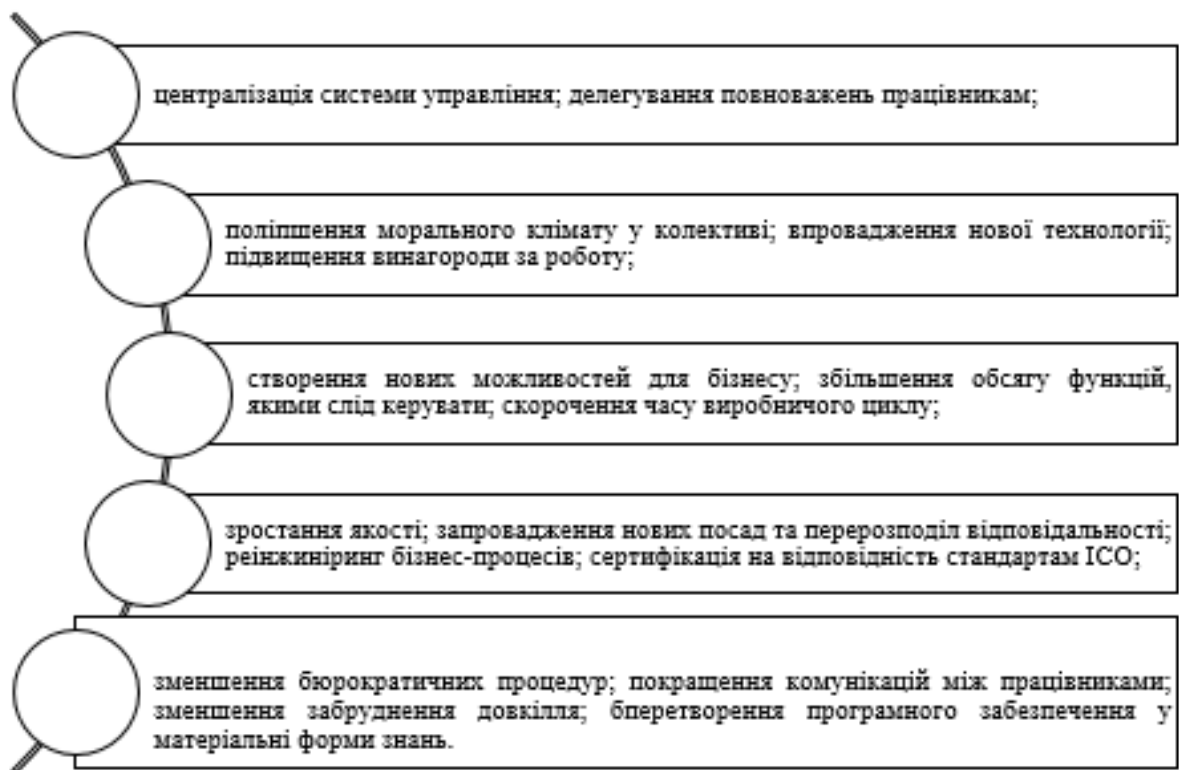 централізація системи управління; делегування повноважень працівникам;
поліпшення морального клімату у колективі; впровадження нової технології;
підвищення винагороди за роботу;
створення нових можливостей для бізнесу; збільшення обсягу функцій,
якими слід керувати; скорочення часу виробничого циклу;
зростання якості; запровадження нових посад та перерозподіл відповідальності;
реінжиніринг бізнес-процесів; сертифікація на відповідність стандартам ІСО;
зменшення бюрократичних процедур; покращення комунікацій між працівниками;
зменшення забруднення довкілля; бперетворення програмного забезпечення у
матеріальні форми знань.